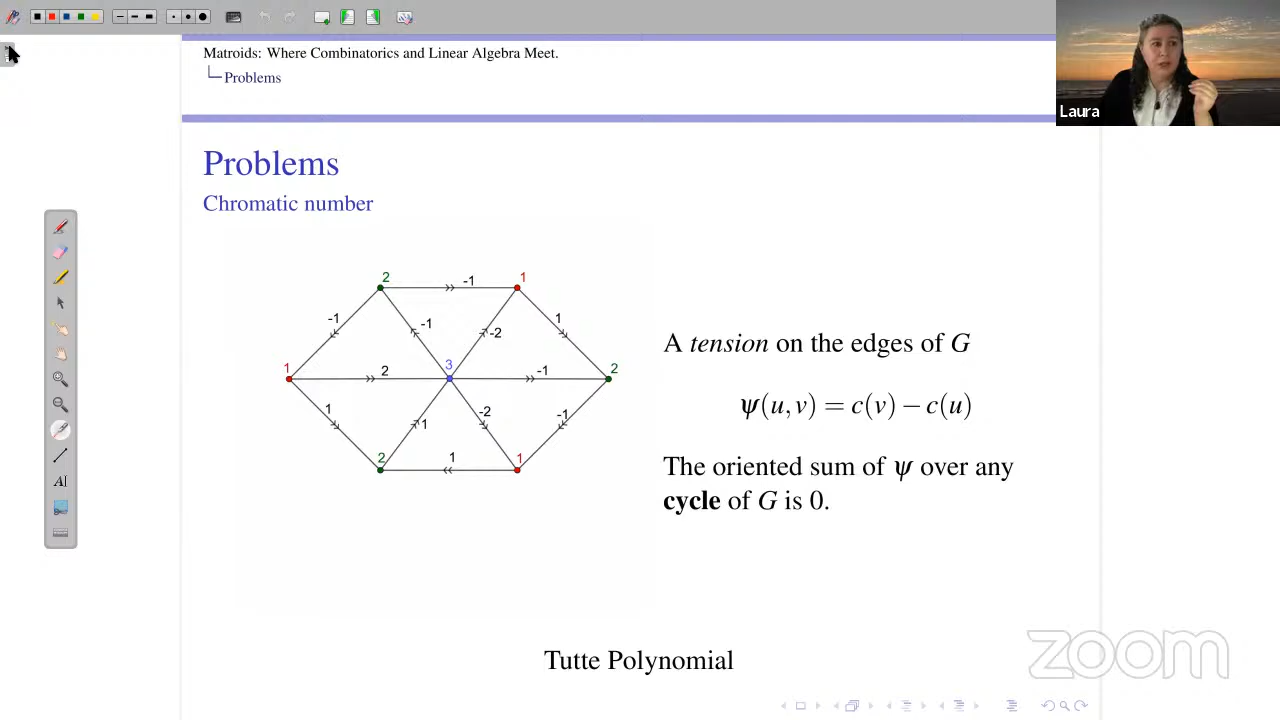 Matroids: Where Combinatorics and Linear Algebra Meet.
Problems
Laura
Problems
Chromatic number
2 -1 1
-1 -1 -2 1
1 2 3 -1 2
1 1 -2 -1
2 1 1
A tension on the edges of G
ψ(u,v) = c(v) − c(u)
The oriented sum of ψ over any
cycle of G is 0.
Tutte Polynomial
zoom
A